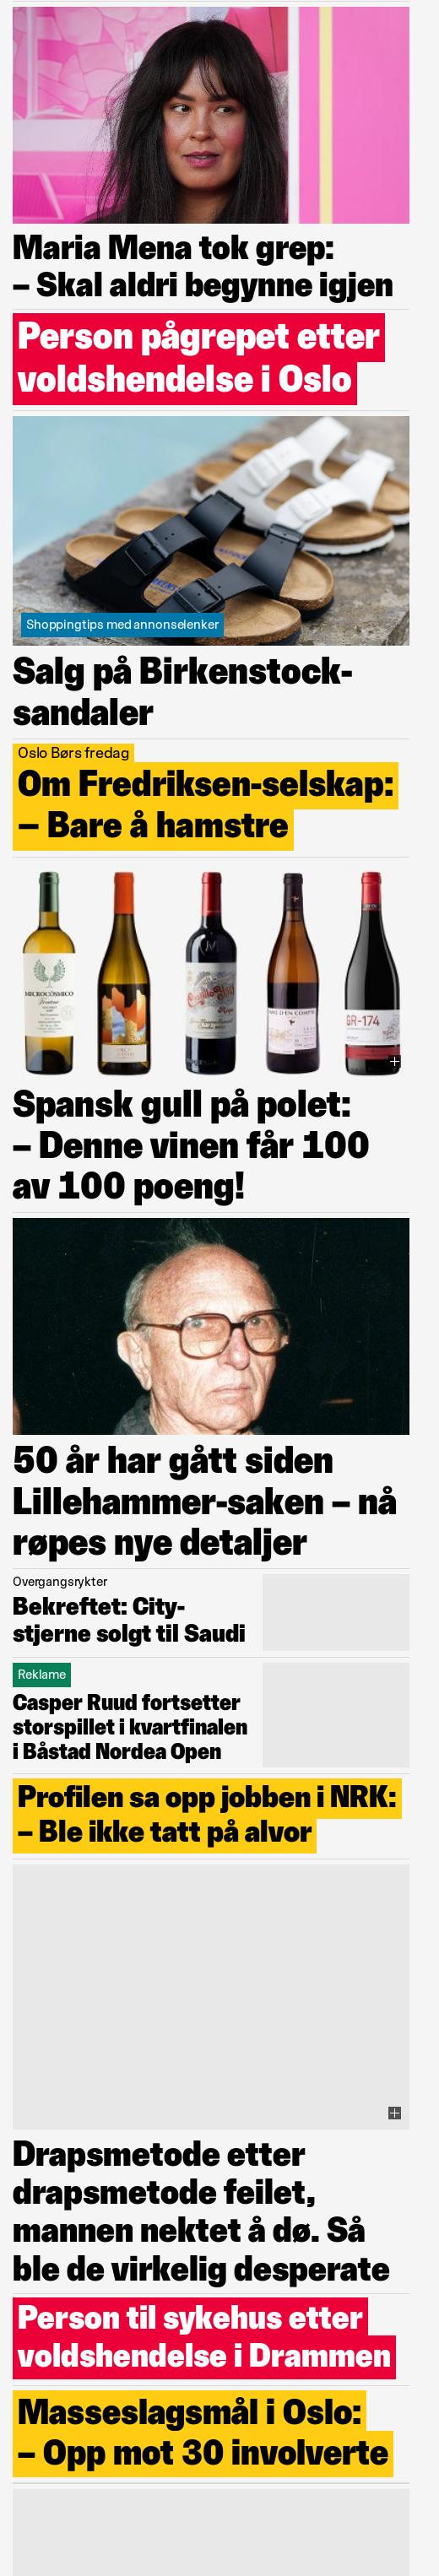 Maria Mena tok grep:
– Skal aldri begynne igjen
Person pågrepet etter
voldshendelse i Oslo
Shoppingtips med annonselenker
Salg på Birkenstock-
sandaler
Oslo Børs fredag
Om Fredriksen-selskap:
– Bare å hamstre
MICROCÓSMICO
GR-174
Spansk gull på polet:
– Denne vinen får 100
av 100 poeng!
50 år har gått siden
Lillehammer-saken – nå
røpes nye detaljer
Overgangsrykter
Bekreftet: City-
stjerne solgt til Saudi
Reklame
Casper Ruud fortsetter
storspillet i kvartfinalen
i Båstad Nordea Open
Profilen sa opp jobben i NRK:
– Ble ikke tatt på alvor
Drapsmetode etter
drapsmetode feilet,
mannen nektet å dø. Så
ble de virkelig desperate
Person til sykehus etter
voldshendelse i Drammen
Masseslagsmål i Oslo:
– Opp mot 30 involverte